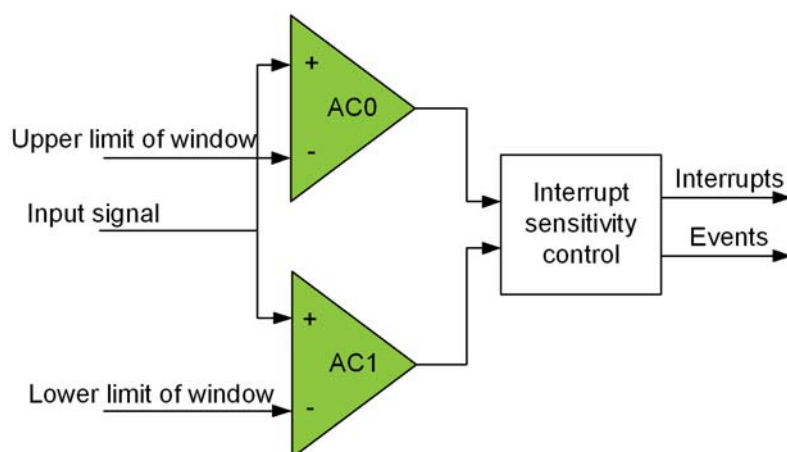 +
AC0
-
Upper limit of window
Input signal
Interrupt
sensitivity
control
Interrupts
Events
+
AC1
-
Lower limit of window